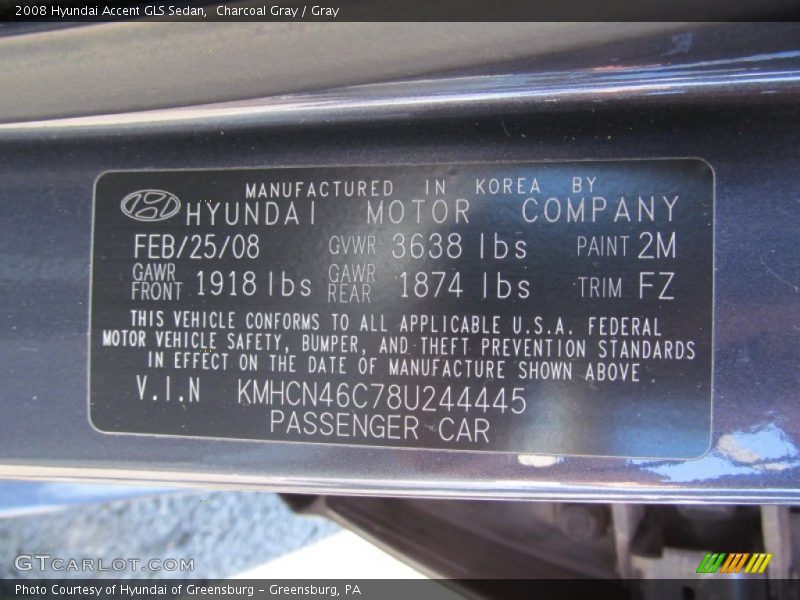 2008 Hyundai Accent GLS Sedan,  Charcoal Gray / Gray
MANUFACTURED IN KOREA BY
HYUNDAI MOTOR COMPANY
FEB/25/08 GVWR 3638 lbs PAINT 2M
GAWR FRONT 1918 lbs GAWR REAR 1874 lbs TRIM FZ
THIS VEHICLE CONFORMS TO ALL APPLICABLE U.S.A. FEDERAL
MOTOR VEHICLE SAFETY, BUMPER, AND THEFT PREVENTION STANDARDS
IN EFFECT ON THE DATE OF MANUFACTURE SHOWN ABOVE
V.I.N KMHCN46C78U244445
PASSENGER CAR
GTCarlot.com
Photo Courtesy of Hyundai of Greensburg – Greensburg, PA